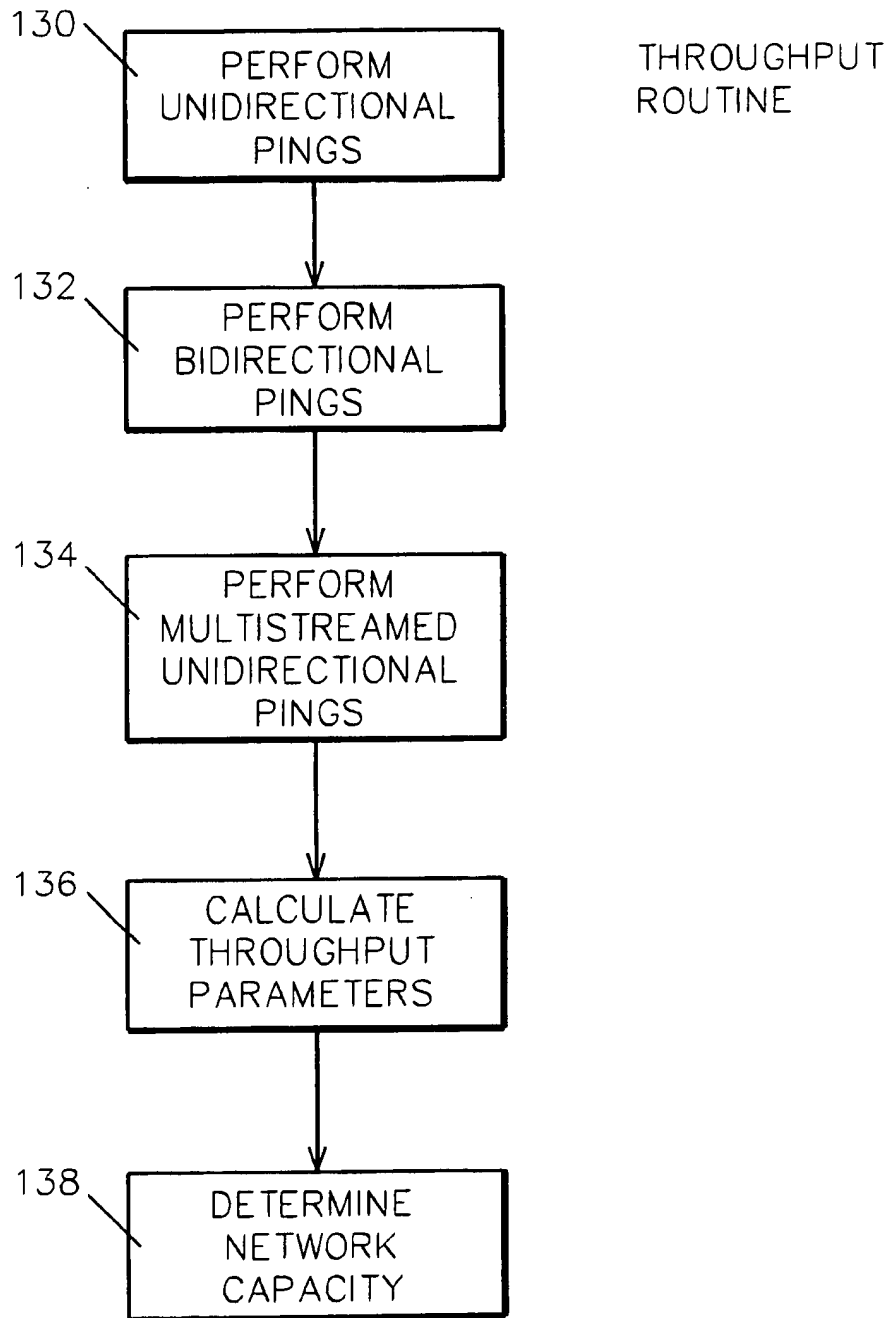 130
PERFORM
UNIDIRECTIONAL
PINGS
THROUGHPUT
ROUTINE
132
PERFORM
BIDIRECTIONAL
PINGS
134
PERFORM
MULTISTREAMED
UNIDIRECTIONAL
PINGS
136
CALCULATE
THROUGHPUT
PARAMETERS
138
DETERMINE
NETWORK
CAPACITY